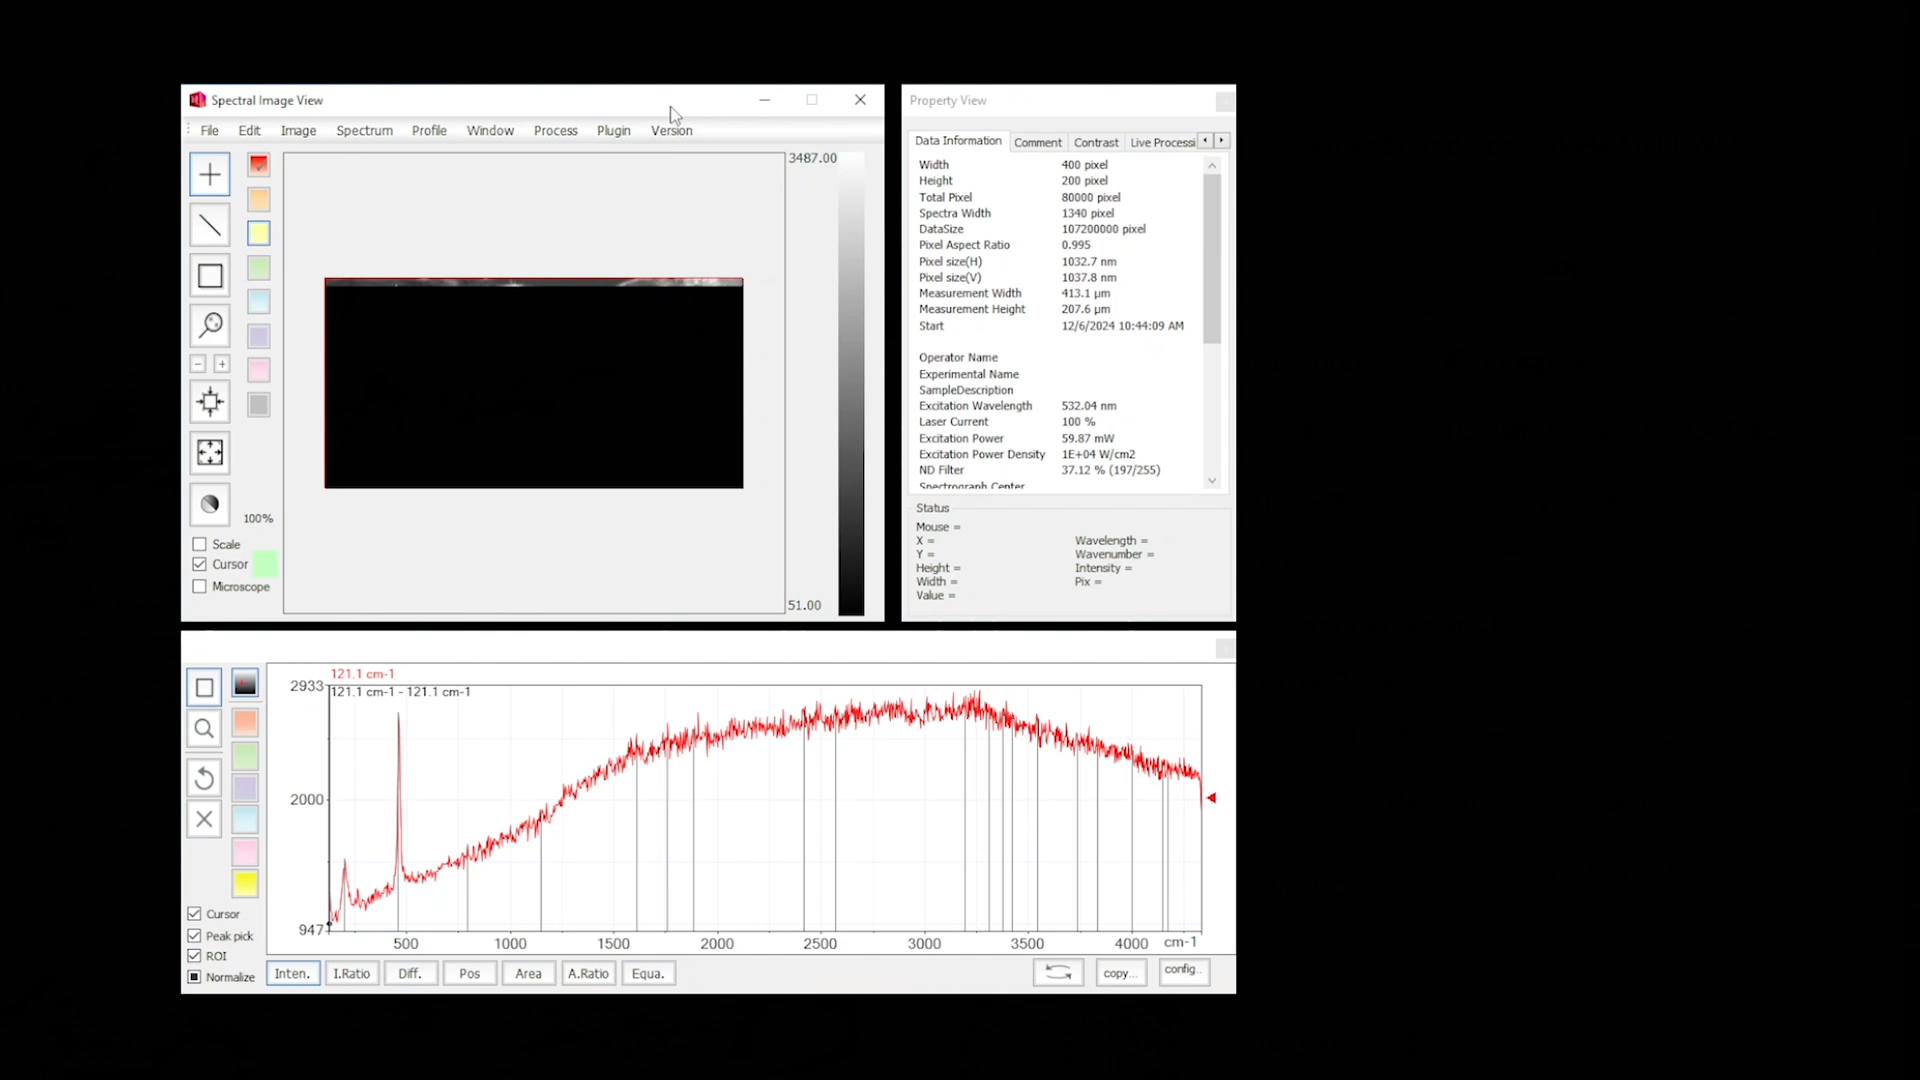 Spectral Image View
File Edit Image Spectrum Profile Window Process Plugin Version
3487.00
100%
Scale
Cursor
Microscope
51.00
Property View
Data Information Comment Contrast Live Processi
Width 400 pixel
Height 200 pixel
Total Pixel 80000 pixel
Spectra Width 1340 pixel
DataSize 107200000 pixel
Pixel Aspect Ratio 0.995
Pixel size(H) 1032.7 nm
Pixel size(V) 1037.8 nm
Measurement Width 413.1 µm
Measurement Height 207.6 µm
Start 12/6/2024 10:44:09 AM
Operator Name
Experimental Name
SampleDescription
Excitation Wavelength 532.04 nm
Laser Current 100 %
Excitation Power 59.87 mW
Excitation Power Density 1E+04 W/cm2
ND Filter 37.12 % (197/255)
Spectrograph Center
Status
Mouse =
X = Wavelength =
Y = Wavenumber =
Height = Intensity =
Width = Pix =
Value =
121.1 cm-1
2933 121.1 cm-1 - 121.1 cm-1
2000
947
500 1000 1500 2000 2500 3000 3500 4000 cm-1
Cursor
Peak pick
ROI
Normalize
Inten. I.Ratio Diff. Pos Area A.Ratio Equa. copy... config..